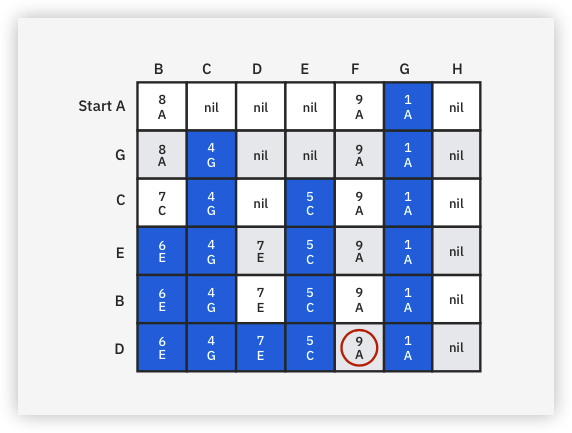 B C D E F G H
Start A 8 A nil nil nil 9 A 1 A nil
G 8 A 4 G nil nil 9 A 1 A nil
C 7 C 4 G nil 5 C 9 A 1 A nil
E 6 E 4 G 7 E 5 C 9 A 1 A nil
B 6 E 4 G 7 E 5 C 9 A 1 A nil
D 6 E 4 G 7 E 5 C 9 A 1 A nil